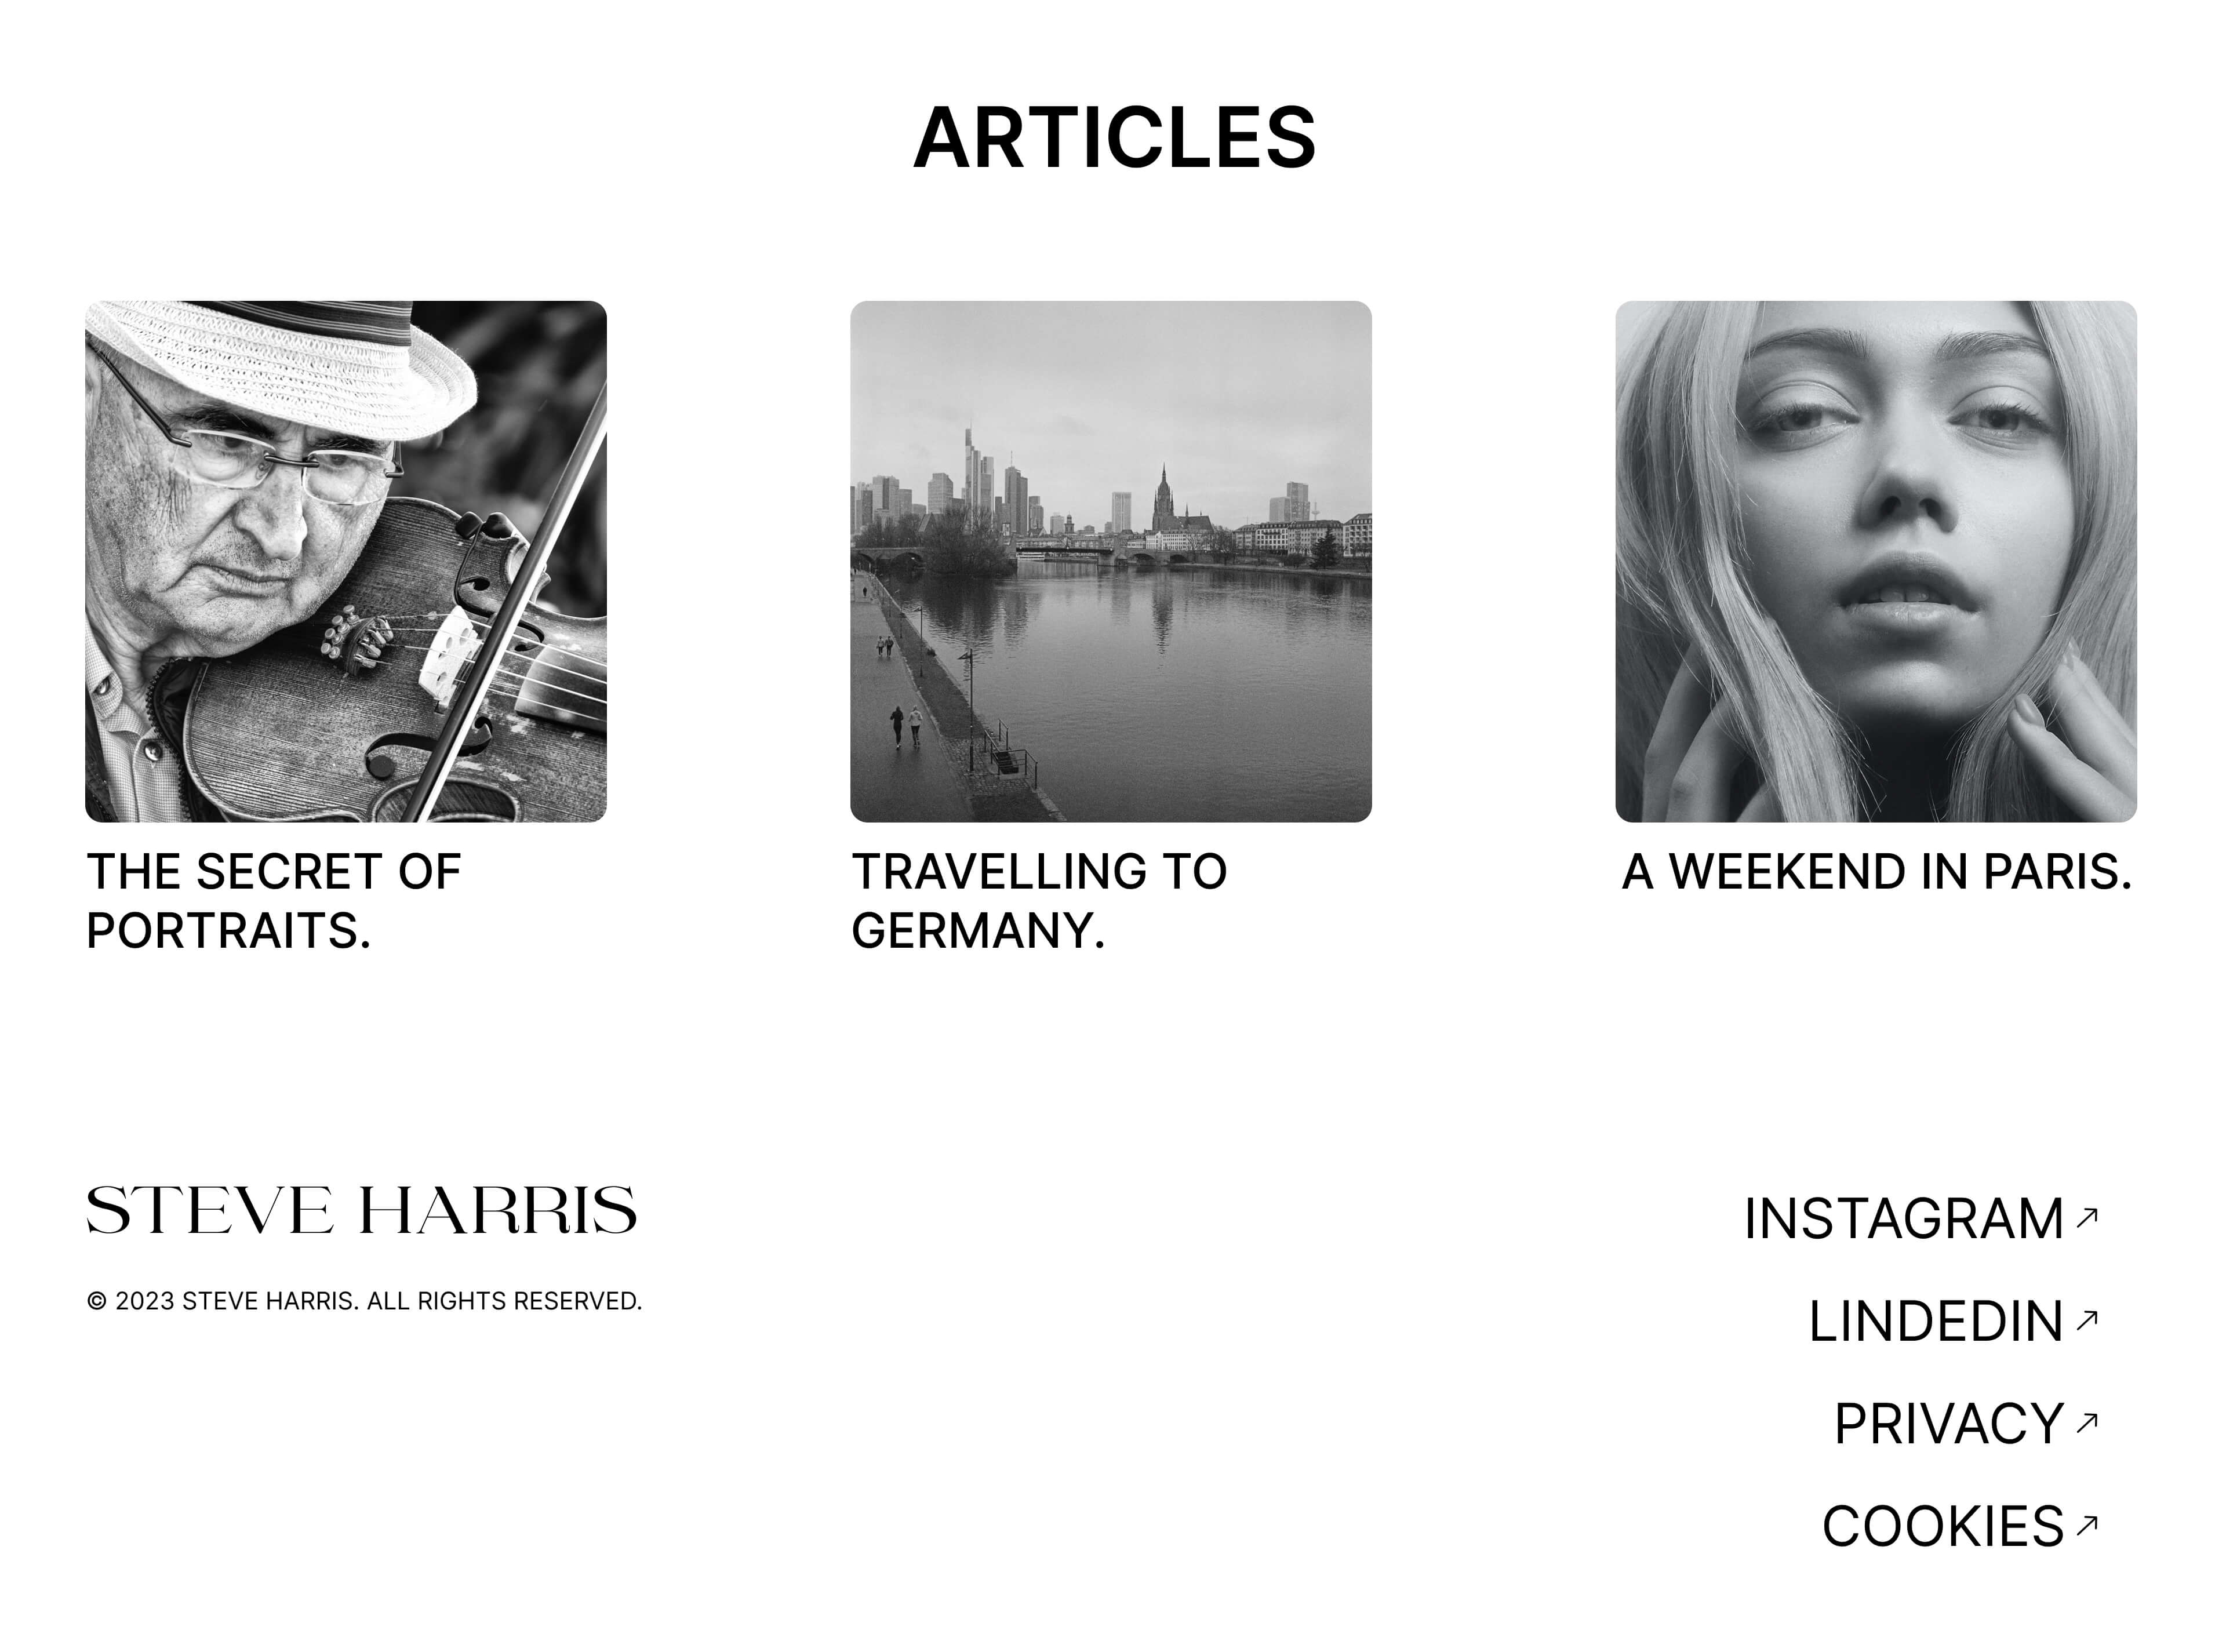 ARTICLES
THE SECRET OF
PORTRAITS.
TRAVELLING TO
GERMANY.
A WEEKEND IN PARIS.
STEVE HARRIS
© 2023 STEVE HARRIS. ALL RIGHTS RESERVED.
INSTAGRAM
LINDEDIN
PRIVACY
COOKIES